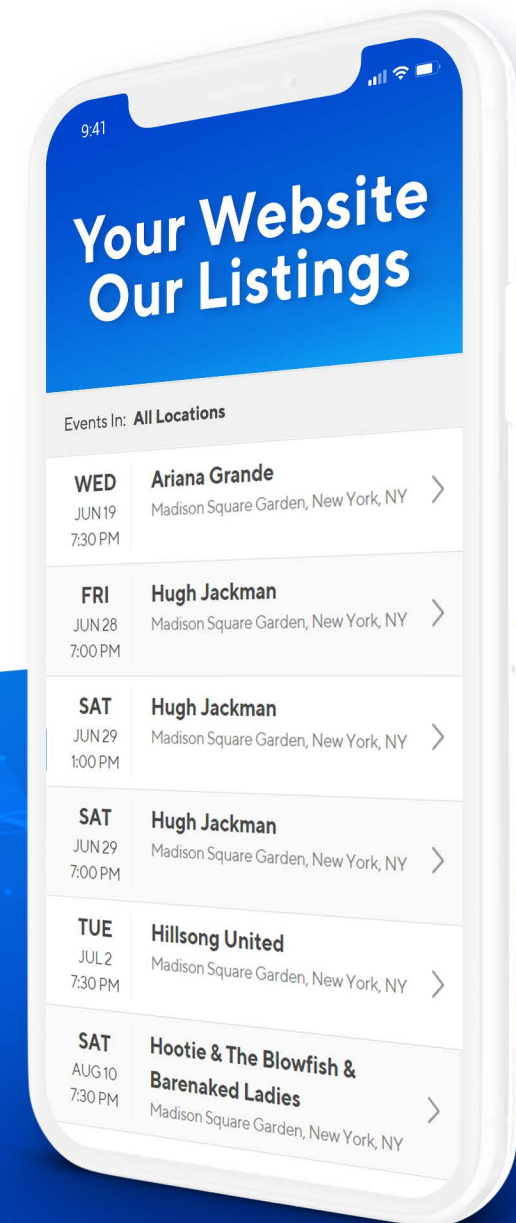 9:41
Your Website
Our Listings
Events In: All Locations
WED
JUN 19
7:30 PM
Ariana Grande
Madison Square Garden, New York, NY
FRI
JUN 28
7:00 PM
Hugh Jackman
Madison Square Garden, New York, NY
SAT
JUN 29
1:00 PM
Hugh Jackman
Madison Square Garden, New York, NY
SAT
JUN 29
7:00 PM
Hugh Jackman
Madison Square Garden, New York, NY
TUE
JUL 2
7:30 PM
Hillsong United
Madison Square Garden, New York, NY
SAT
AUG 10
7:30 PM
Hootie & The Blowfish &
Barenaked Ladies
Madison Square Garden, New York, NY